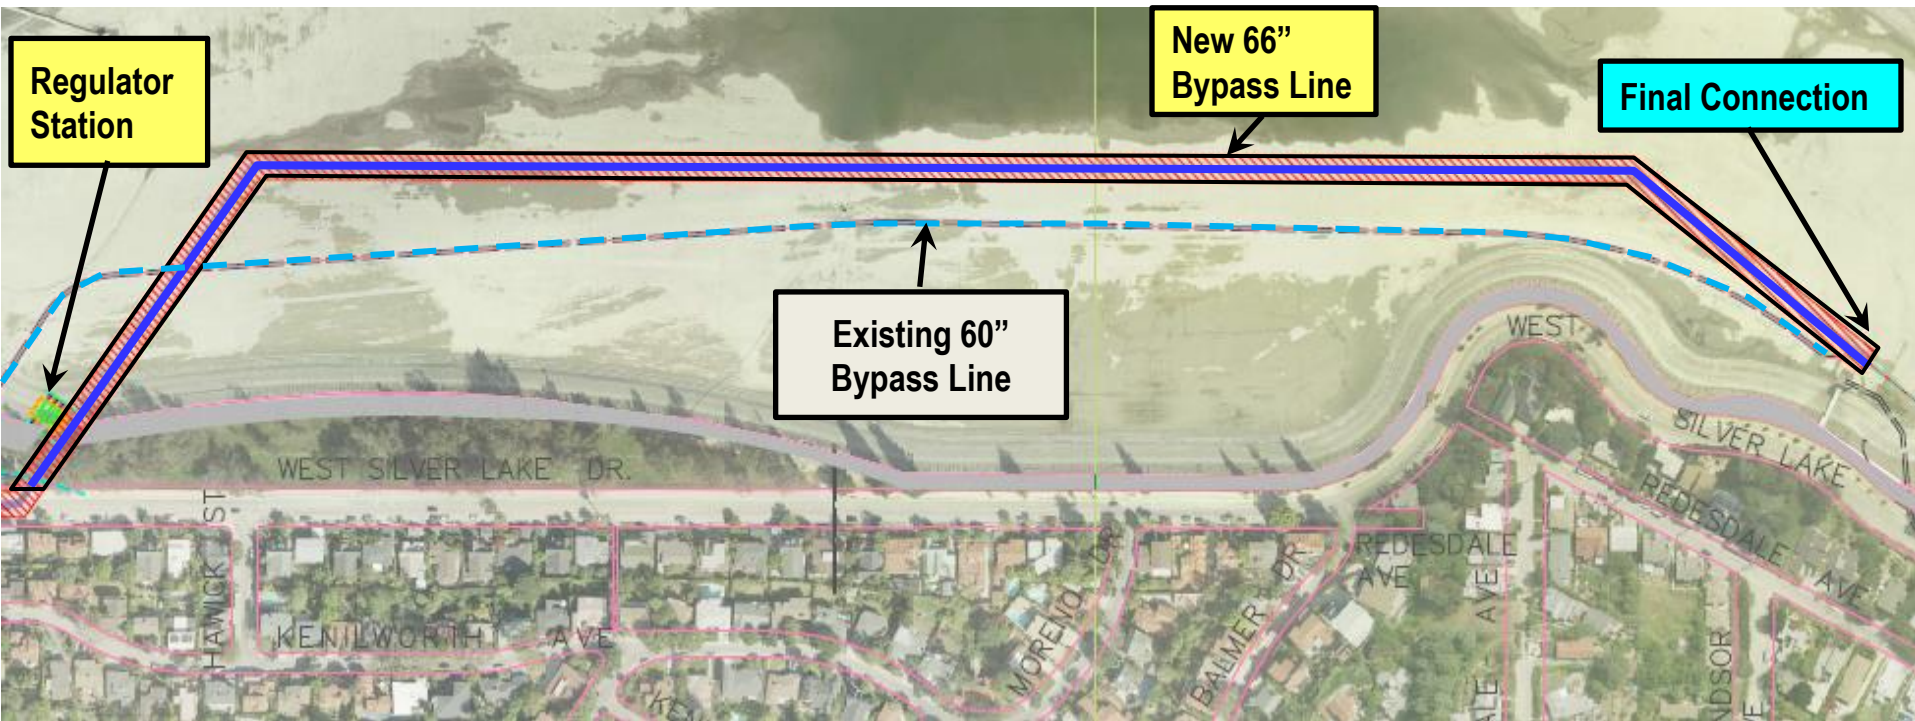 Regulator
Station
New 66”
Bypass Line
Final Connection
Existing 60”
Bypass Line
WEST
SILVER LAKE
WEST SILVER LAKE DR.
HAWICK ST
KENILWORTH AVE
MORENO DR.
BALMER DR.
REDESDALE
AVE
REDESDALE AVE
AVE